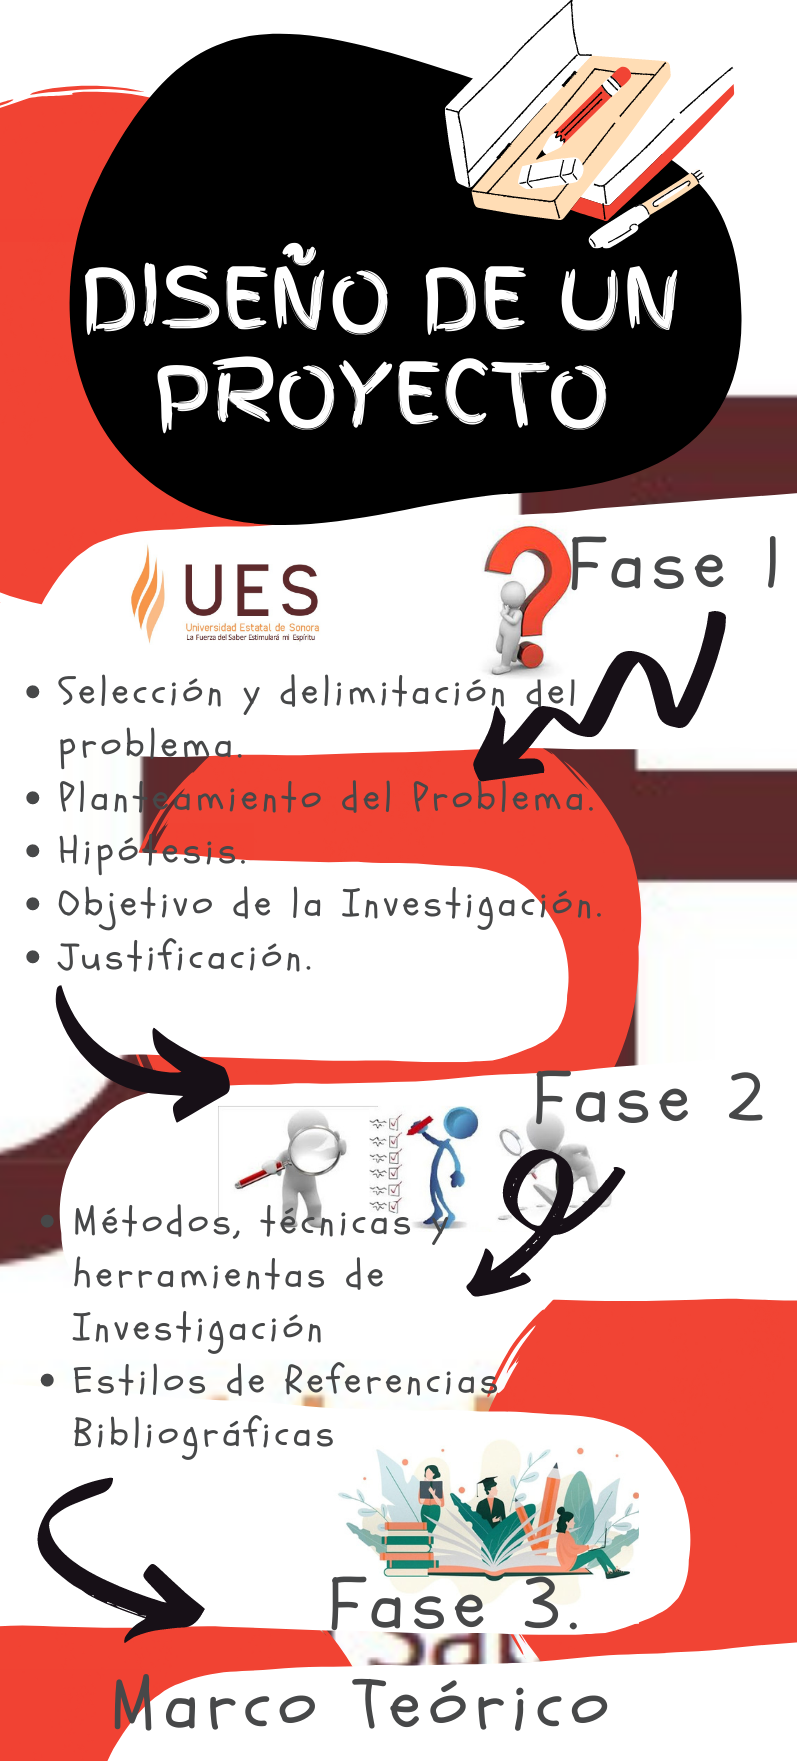 DISEÑO DE UN
PROYECTO
UES
Universidad Estatal de Sonora
La Fuerza del Saber Estimulará mi Espíritu
Fase 1
• Selección y delimitación del
problema.
• Planteamiento del Problema.
• Hipótesis.
• Objetivo de la Investigación.
• Justificación.
Fase 2
• Métodos, técnicas y
herramientas de
Investigación
• Estilos de Referencias
Bibliográficas
Fase 3.
Marco Teórico